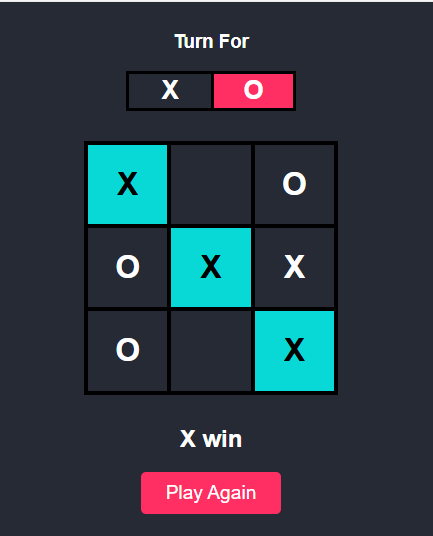 Turn For
X O
X O
O X X
O X
X win
Play Again